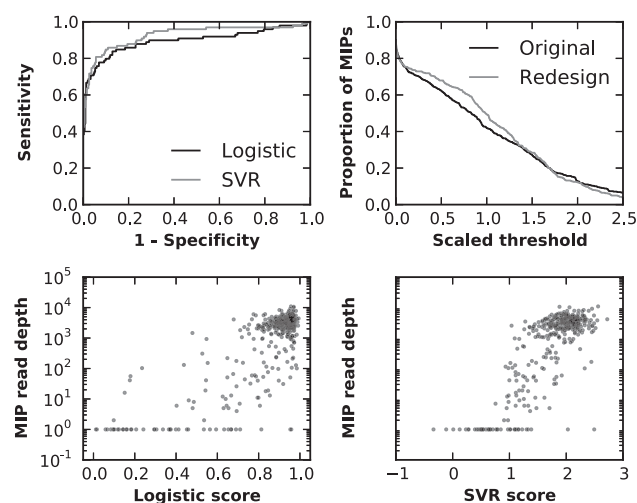 Sensitivity
1.0
0.8
0.6
0.4
0.2
0.0
Logistic
SVR
0.0 0.2 0.4 0.6 0.8 1.0
1 - Specificity
Proportion of MIPs
1.0
0.8
0.6
0.4
0.2
0.0
Original
Redesign
0.0 0.5 1.0 1.5 2.0 2.5
Scaled threshold
MIP read depth
10^5
10^4
10^3
10^2
10^1
10^0
10^-1
0.0 0.2 0.4 0.6 0.8 1.0
Logistic score
MIP read depth
−1 0 1 2 3
SVR score